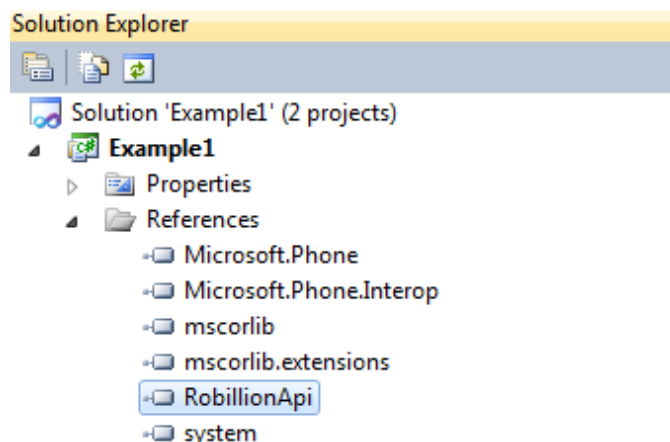 Solution Explorer
Solution 'Example1' (2 projects)
Example1
Properties
References
Microsoft.Phone
Microsoft.Phone.Interop
mscorlib
mscorlib.extensions
RobillionApi
system